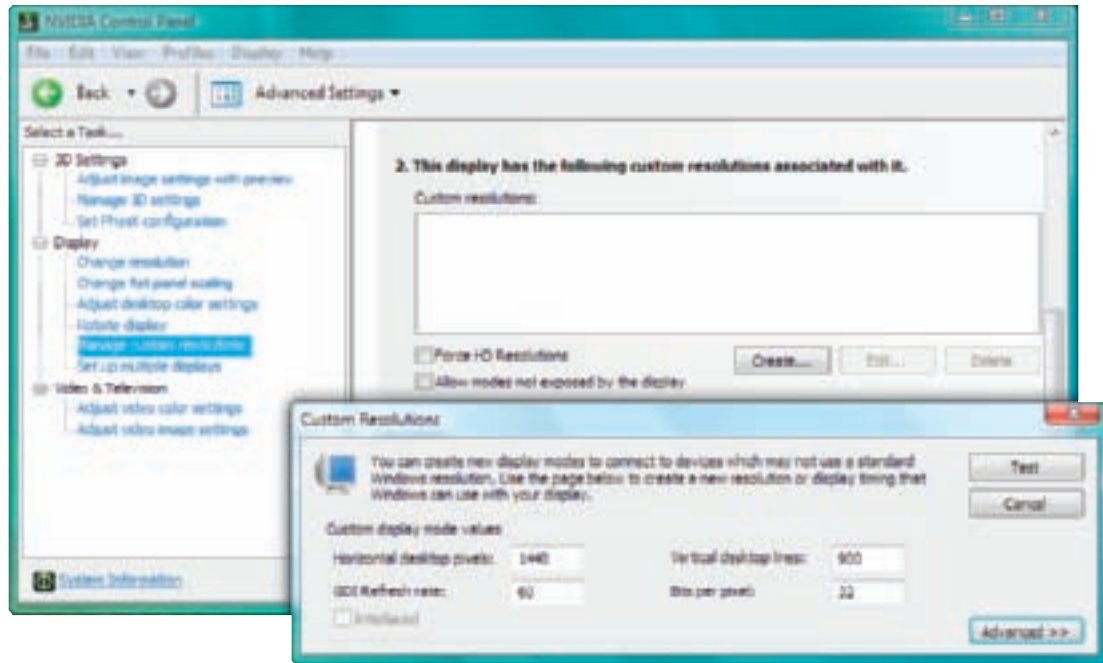 NVIDIA Control Panel
File Edit View Profiles Display Help
Back Advanced Settings
Select a Task...
3D Settings
Adjust image settings with preview
Manage 3D settings
Set PhysX configuration
Display
Change resolution
Change flat panel scaling
Adjust desktop color settings
Rotate display
Manage custom resolutions
Set up multiple displays
Video & Television
Adjust video color settings
Adjust video image settings
System Information
2. This display has the following custom resolutions associated with it.
Custom resolutions:
Force HD Resolutions
Create... Edit... Delete
Allow modes not exposed by the display
Custom Resolutions
You can create new display modes to connect to devices which may not use a standard
Windows resolution. Use the page below to create a new resolution or display timing that
Windows can use with your display.
Test
Cancel
Custom display mode values
Horizontal desktop pixels: 1440 Vertical desktop lines: 900
GDI Refresh rate: 60 Bits per pixel: 32
Interlaced
Advanced >>